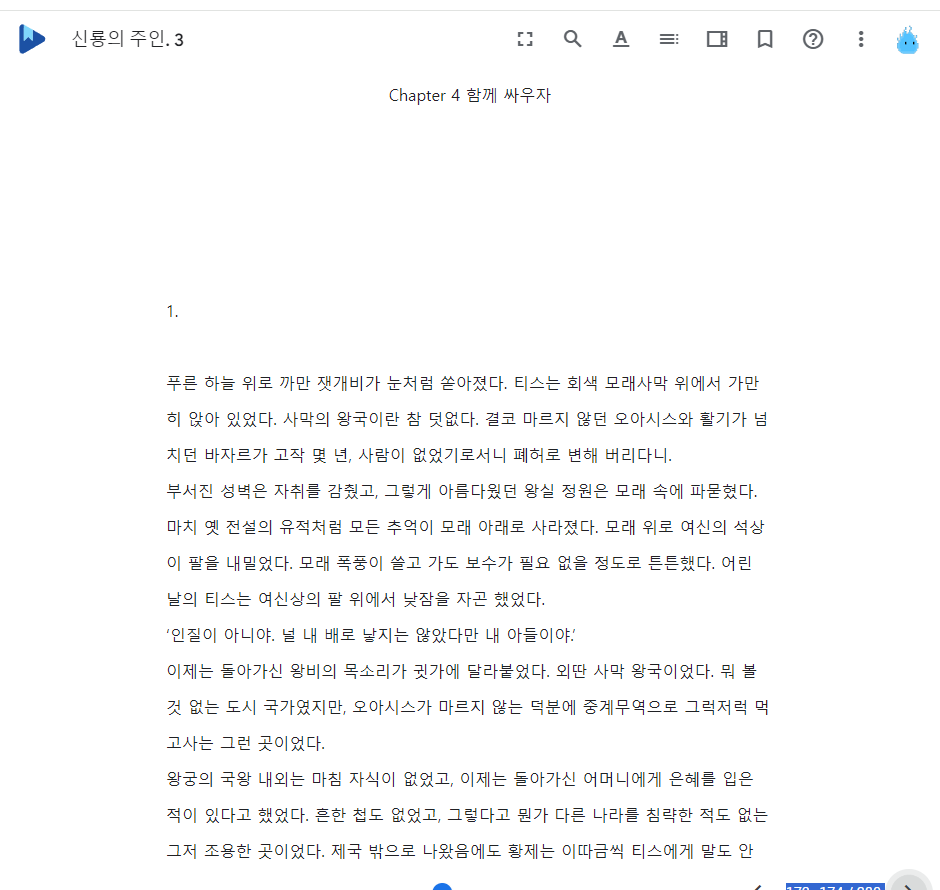 신룡의 주인. 3
Chapter 4 함께 싸우자
1.
푸른 하늘 위로 까만 잿개비가 눈처럼 쏟아졌다. 티스는 회색 모래사막 위에서 가만
히 앉아 있었다. 사막의 왕국이란 참 덧없다. 결코 마르지 않던 오아시스와 활기가 넘
치던 바자르가 고작 몇 년, 사람이 없었기로서니 폐허로 변해 버리다니.
부서진 성벽은 자취를 감췄고, 그렇게 아름다웠던 왕실 정원은 모래 속에 파묻혔다.
마치 옛 전설의 유적처럼 모든 추억이 모래 아래로 사라졌다. 모래 위로 여신의 석상
이 팔을 내밀었다. 모래 폭풍이 쓸고 가도 보수가 필요 없을 정도로 튼튼했다. 어린
날의 티스는 여신상의 팔 위에서 낮잠을 자곤 했었다.
‘인질이 아니야. 널 내 배로 낳지는 않았다만 내 아들이야.’
이제는 돌아가신 왕비의 목소리가 귓가에 달라붙었다. 외딴 사막 왕국이었다. 뭐 볼
것 없는 도시 국가였지만, 오아시스가 마르지 않는 덕분에 중계무역으로 그럭저럭 먹
고사는 그런 곳이었다.
왕궁의 국왕 내외는 마침 자식이 없었고, 이제는 돌아가신 어머니에게 은혜를 입은
적이 있다고 했었다. 흔한 첩도 없었고, 그렇다고 뭔가 다른 나라를 침략한 적도 없는
그저 조용한 곳이었다. 제국 밖으로 나왔음에도 황제는 이따금씩 티스에게 말도 안